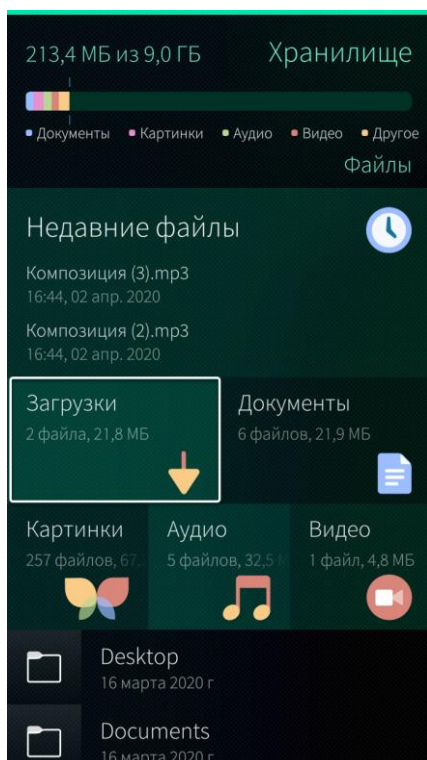 213,4 МБ из 9,0 ГБ Хранилище
Документы Картинки Аудио Видео Другое
Файлы
Недавние файлы
Композиция (3).mp3
16:44, 02 апр. 2020
Композиция (2).mp3
16:44, 02 апр. 2020
Загрузки
2 файла, 21,8 МБ
Документы
6 файлов, 21,9 МБ
Картинки
257 файлов, 67,
Аудио
5 файлов, 32,5 М
Видео
1 файл, 4,8 МБ
Desktop
16 марта 2020 г
Documents
16 марта 2020 г